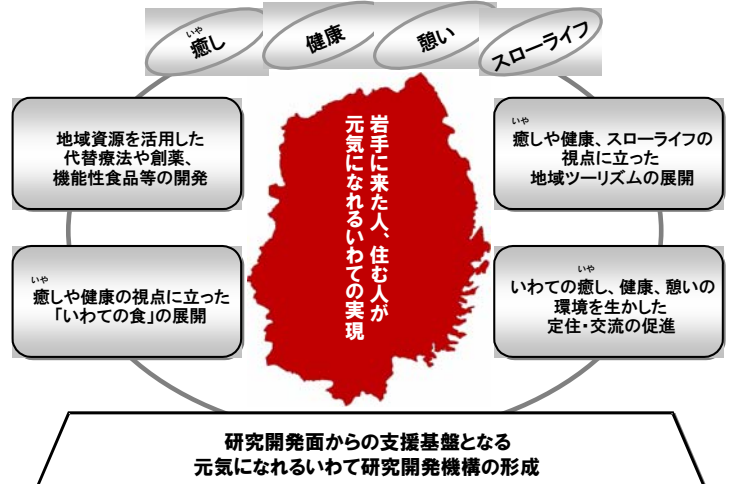 いや
癒し
健康
憩い
スローライフ
地域資源を活用した
代替療法や創薬、
機能性食品等の開発
いや
癒しや健康の視点に立った
「いわての食」の展開
岩手に来た人、住む人が
元気になれるいわての実現
いや
癒しや健康、スローライフの
視点に立った
地域ツーリズムの展開
いや
いわての癒し、健康、憩いの
環境を生かした
定住・交流の促進
研究開発面からの支援基盤となる
元気になれるいわて研究開発機構の形成